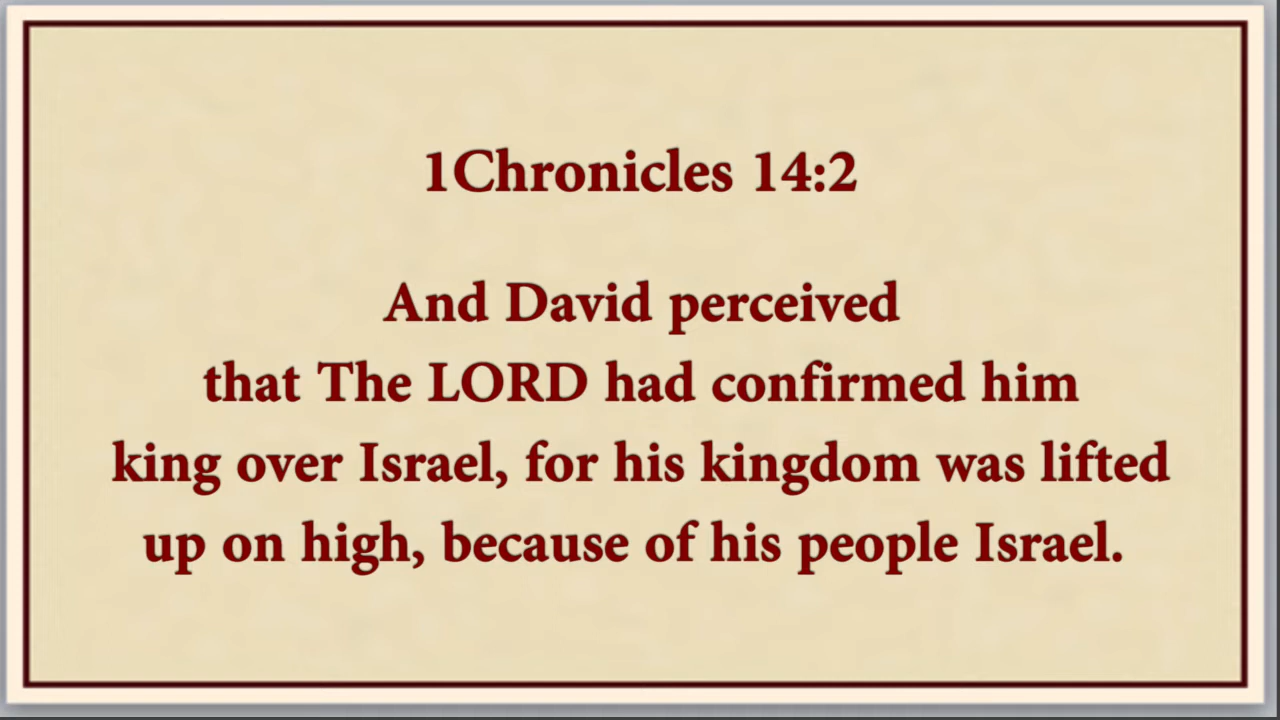 1Chronicles 14:2
And David perceived
that The LORD had confirmed him
king over Israel, for his kingdom was lifted
up on high, because of his people Israel.